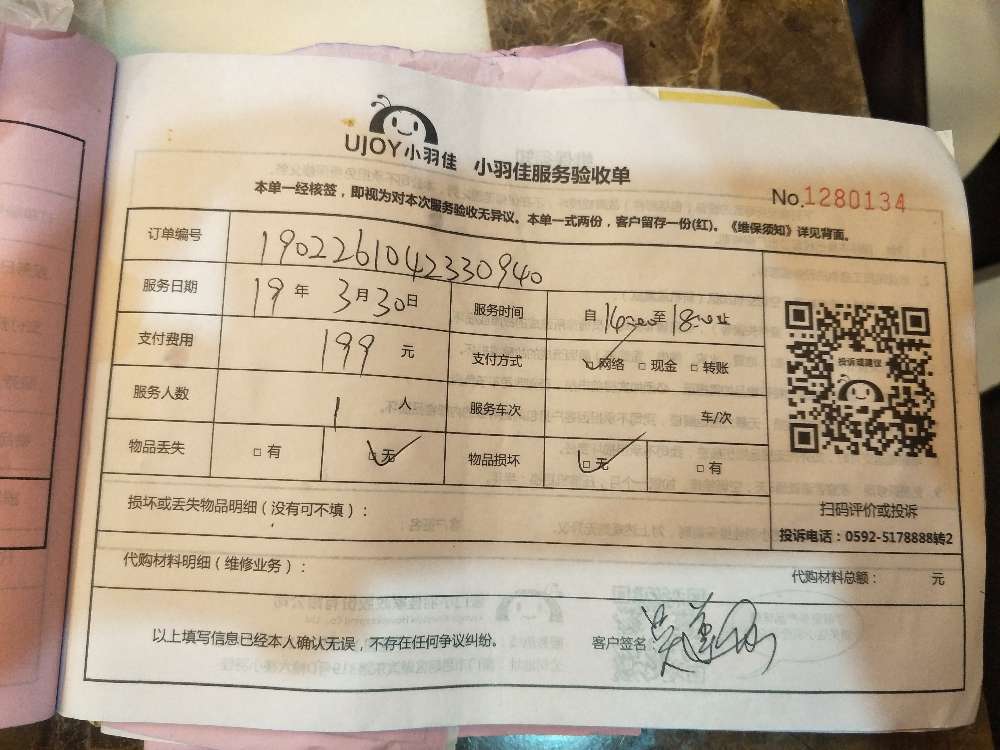 UJOY小羽佳 小羽佳服务验收单
No.1280134
本单一经核签，即视为对本次服务验收无异议。本单一式两份，客户留存一份(红)。《维保须知》详见背面。
订单编号 1902261042330940
服务日期 19 年 3 月 30 日 服务时间 自 16:00 至 18:00 止
支付费用 199 元 支付方式 ☑网络 □现金 □转账
服务人数 1 人 服务车次 车/次
物品丢失 □有 ☑无 物品损坏 ☑无 □有
投诉或建议
扫码评价或投诉
投诉电话：0592-5178888转2
损坏或丢失物品明细（没有可不填）：
代购材料明细（维修业务）： 代购材料总额： 元
以上填写信息已经本人确认无误，不存在任何争议纠纷。 客户签名：